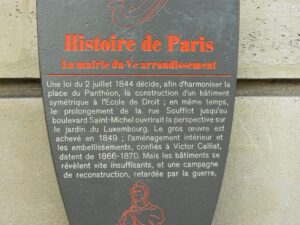 Histoire de Paris
La mairie du Ve arrondissement
Une loi du 2 juillet 1844 décide, afin d'harmoniser la
place du Panthéon, la construction d'un bâtiment
symétrique à l'Ecole de Droit ; en même temps,
le prolongement de la rue Soufflot jusqu'au
boulevard Saint-Michel ouvrirait la perspective sur
le jardin du Luxembourg. Le gros œuvre est
achevé en 1849 ; l'aménagement intérieur et
les embellissements, confiés à Victor Calliat,
datent de 1866-1870. Mais les bâtiments se
révèlent vite insuffisants, et une campagne
de reconstruction, retardée par la guerre,